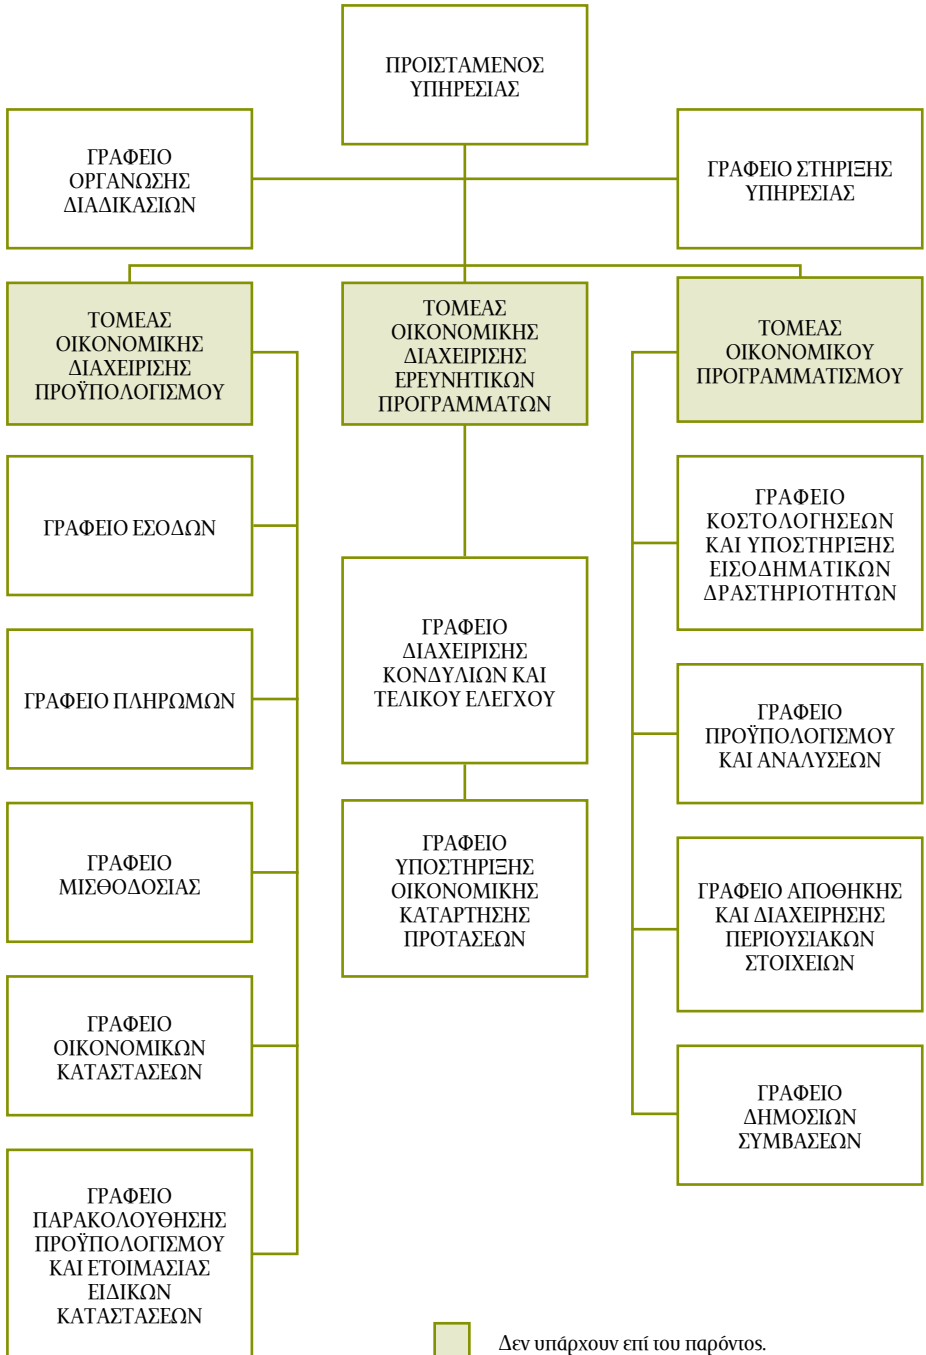 ΠΡΟΙΣΤΑΜΕΝΟΣ
ΥΠΗΡΕΣΙΑΣ
ΓΡΑΦΕΙΟ
ΟΡΓΑΝΩΣΗΣ
ΔΙΑΔΙΚΑΣΙΩΝ
ΓΡΑΦΕΙΟ ΣΤΗΡΙΞΗΣ
ΥΠΗΡΕΣΙΑΣ
ΤΟΜΕΑΣ
ΟΙΚΟΝΟΜΙΚΗΣ
ΔΙΑΧΕΙΡΙΣΗΣ
ΠΡΟΫΠΟΛΟΓΙΣΜΟΥ
ΤΟΜΕΑΣ
ΟΙΚΟΝΟΜΙΚΗΣ
ΔΙΑΧΕΙΡΙΣΗΣ
ΕΡΕΥΝΗΤΙΚΩΝ
ΠΡΟΓΡΑΜΜΑΤΩΝ
ΤΟΜΕΑΣ
ΟΙΚΟΝΟΜΙΚΟΥ
ΠΡΟΓΡΑΜΜΑΤΙΣΜΟΥ
ΓΡΑΦΕΙΟ ΕΣΟΔΩΝ
ΓΡΑΦΕΙΟ ΠΛΗΡΩΜΩΝ
ΓΡΑΦΕΙΟ
ΜΙΣΘΟΔΟΣΙΑΣ
ΓΡΑΦΕΙΟ
ΟΙΚΟΝΟΜΙΚΩΝ
ΚΑΤΑΣΤΑΣΕΩΝ
ΓΡΑΦΕΙΟ
ΠΑΡΑΚΟΛΟΥΘΗΣΗΣ
ΠΡΟΫΠΟΛΟΓΙΣΜΟΥ
ΚΑΙ ΕΤΟΙΜΑΣΙΑΣ
ΕΙΔΙΚΩΝ
ΚΑΤΑΣΤΑΣΕΩΝ
ΓΡΑΦΕΙΟ
ΔΙΑΧΕΙΡΙΣΗΣ
ΚΟΝΔΥΛΙΩΝ ΚΑΙ
ΤΕΛΙΚΟΥ ΕΛΕΓΧΟΥ
ΓΡΑΦΕΙΟ
ΥΠΟΣΤΗΡΙΞΗΣ
ΟΙΚΟΝΟΜΙΚΗΣ
ΚΑΤΑΡΤΗΣΗΣ
ΠΡΟΤΑΣΕΩΝ
ΓΡΑΦΕΙΟ
ΚΟΣΤΟΛΟΓΗΣΕΩΝ
ΚΑΙ ΥΠΟΣΤΗΡΙΞΗΣ
ΕΙΣΟΔΗΜΑΤΙΚΩΝ
ΔΡΑΣΤΗΡΙΟΤΗΤΩΝ
ΓΡΑΦΕΙΟ
ΠΡΟΫΠΟΛΟΓΙΣΜΟΥ
ΚΑΙ ΑΝΑΛΥΣΕΩΝ
ΓΡΑΦΕΙΟ ΑΠΟΘΗΚΗΣ
ΚΑΙ ΔΙΑΧΕΙΡΗΣΗΣ
ΠΕΡΙΟΥΣΙΑΚΩΝ
ΣΤΟΙΧΕΙΩΝ
ΓΡΑΦΕΙΟ
ΔΗΜΟΣΙΩΝ
ΣΥΜΒΑΣΕΩΝ
Δεν υπάρχουν επί του παρόντος.